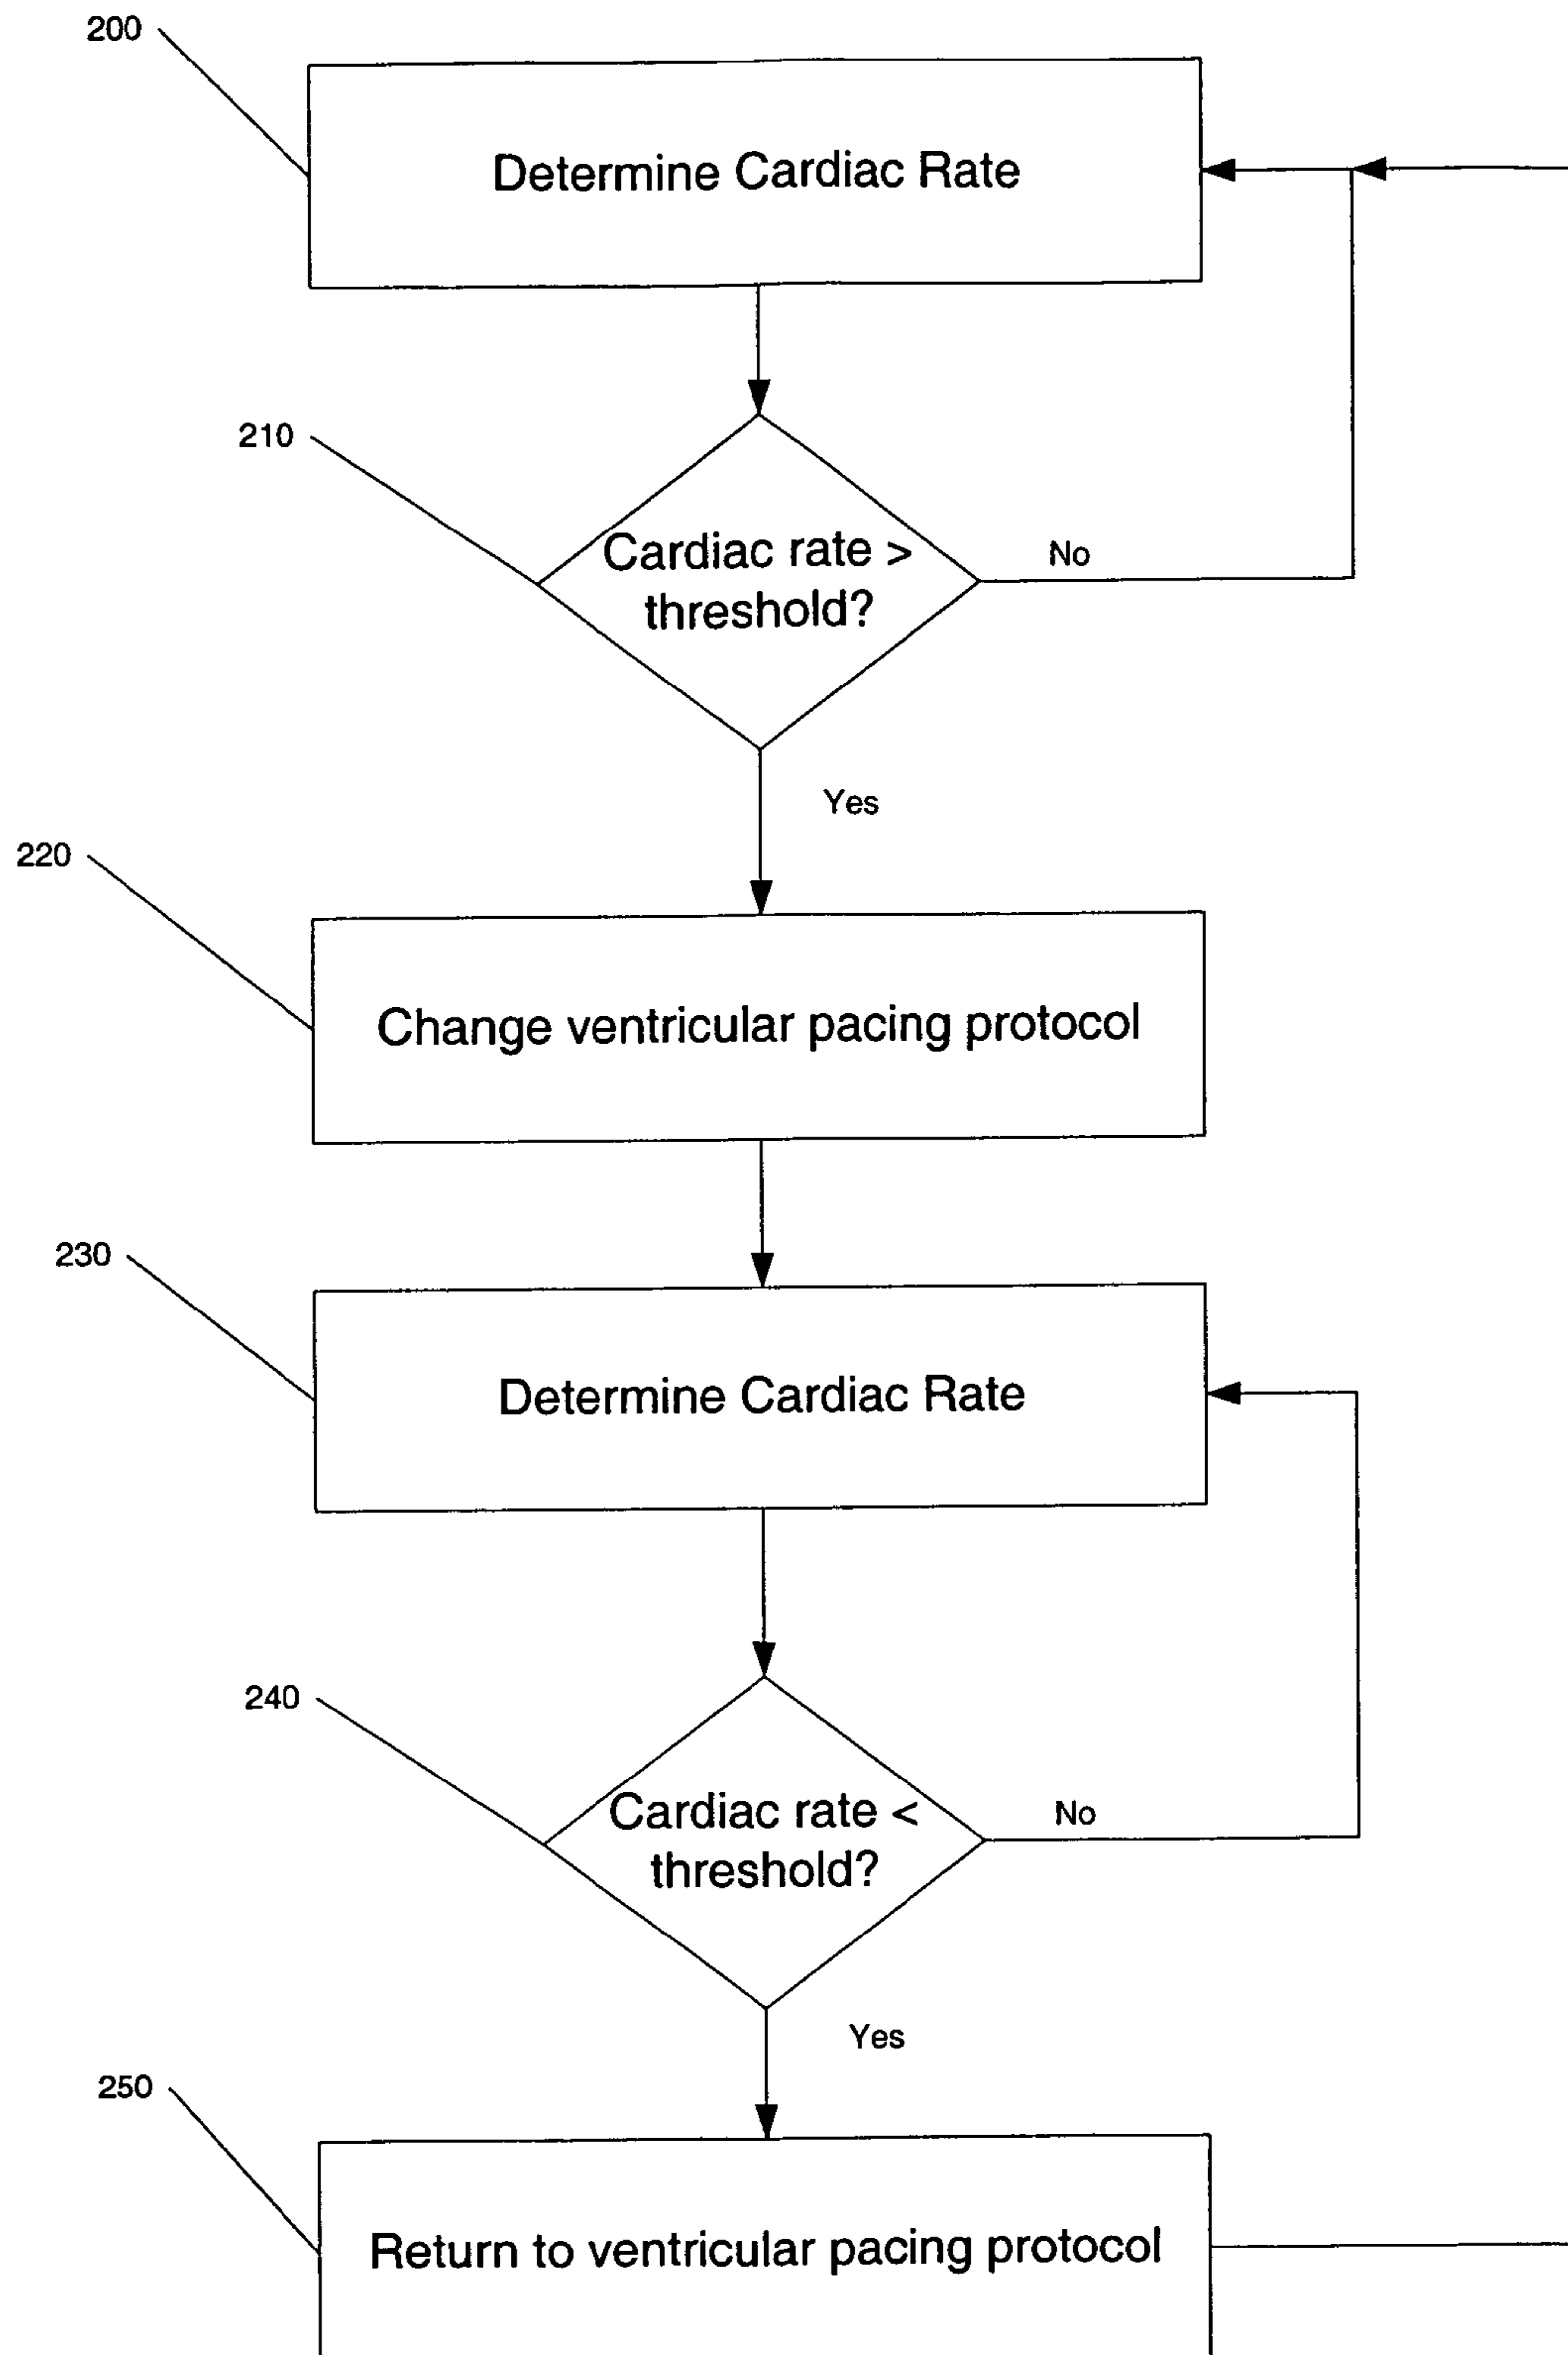 200
Determine Cardiac Rate
210
Cardiac rate >
threshold?
No
Yes
220
Change ventricular pacing protocol
230
Determine Cardiac Rate
240
Cardiac rate <
threshold?
No
Yes
250
Return to ventricular pacing protocol